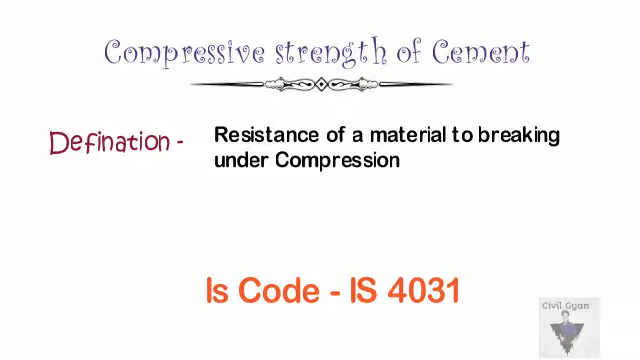 Compressive strength of Cement
Defination - Resistance of a material to breaking
under Compression
Is Code - IS 4031
Civil Gyan